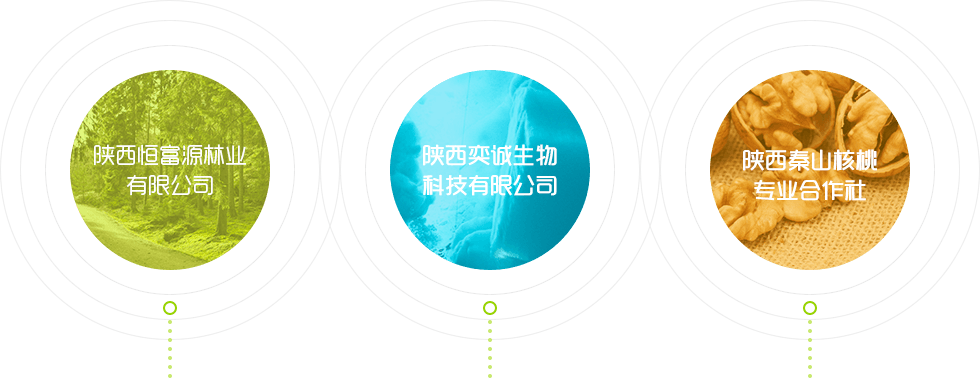 陕西恒富源林业
有限公司
陕西奕诚生物
科技有限公司
陕西秦山核桃
专业合作社